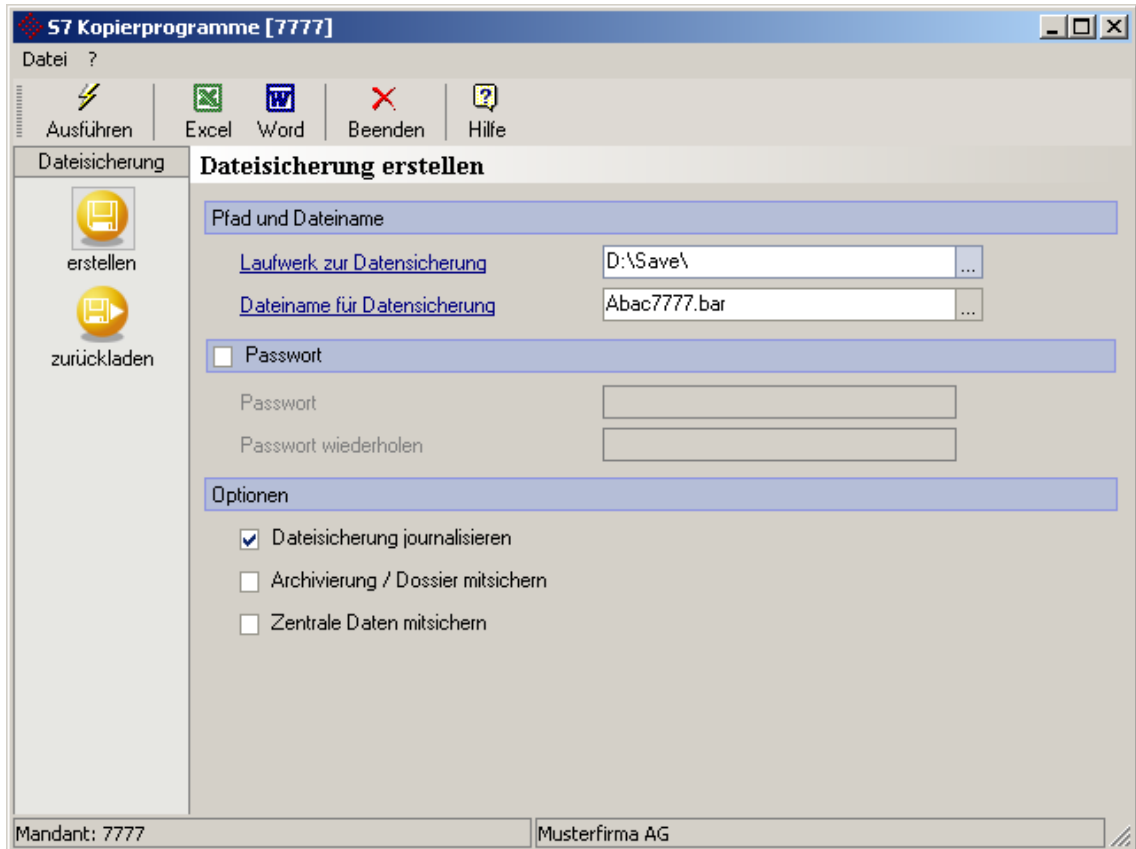 S7 Kopierprogramme [7777]
Datei ?
Ausführen Excel Word Beenden Hilfe
Dateisicherung
erstellen
zurückladen
Dateisicherung erstellen
Pfad und Dateiname
Laufwerk zur Datensicherung D:\Save\ ...
Dateiname für Datensicherung Abac7777.bar ...
Passwort
Passwort
Passwort wiederholen
Optionen
Dateisicherung journalisieren
Archivierung / Dossier mitsichern
Zentrale Daten mitsichern
Mandant: 7777 Musterfirma AG